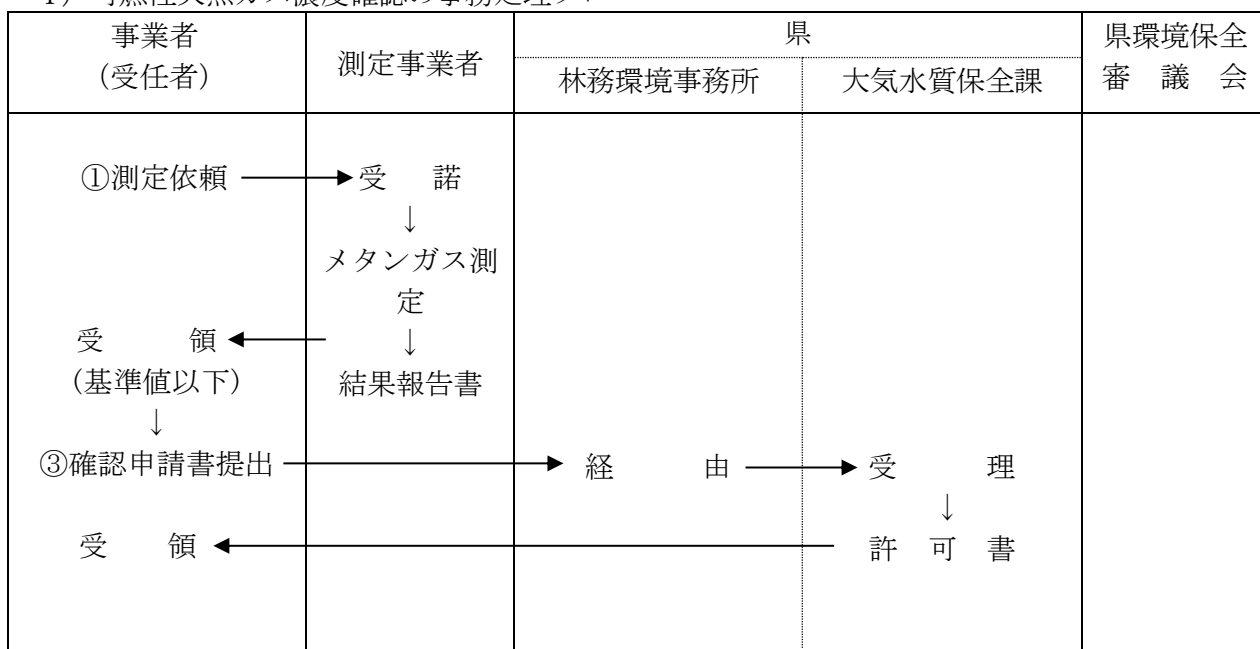 事業者
(受任者)
測定事業者
県
林務環境事務所
大気水質保全課
県環境保全
審 議 会
①測定依頼
受 諾
↓
メタンガス測
定
↓
結果報告書
受 領
(基準値以下)
↓
③確認申請書提出
経 由
受 理
↓
許 可 書
受 領